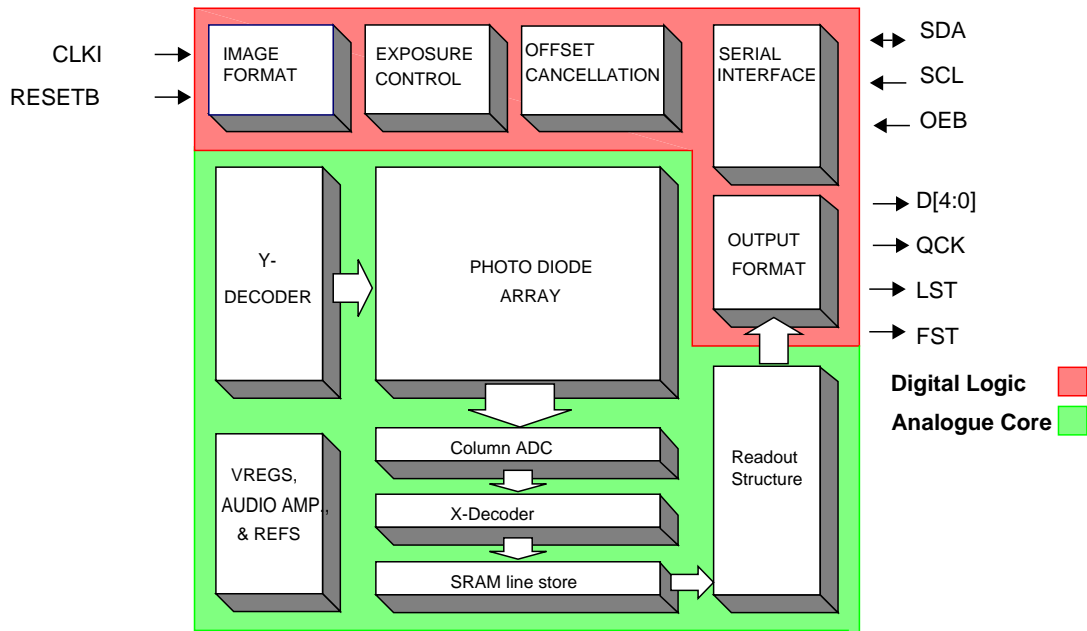 CLKI
RESETB
IMAGE
FORMAT
EXPOSURE
CONTROL
OFFSET
CANCELLATION
SERIAL
INTERFACE
SDA
SCL
OEB
D[4:0]
QCK
LST
FST
OUTPUT
FORMAT
Y-
DECODER
PHOTO DIODE
ARRAY
Digital Logic
Analogue Core
Column ADC
X-Decoder
SRAM line store
Readout
Structure
VREGS,
AUDIO AMP.,
& REFS